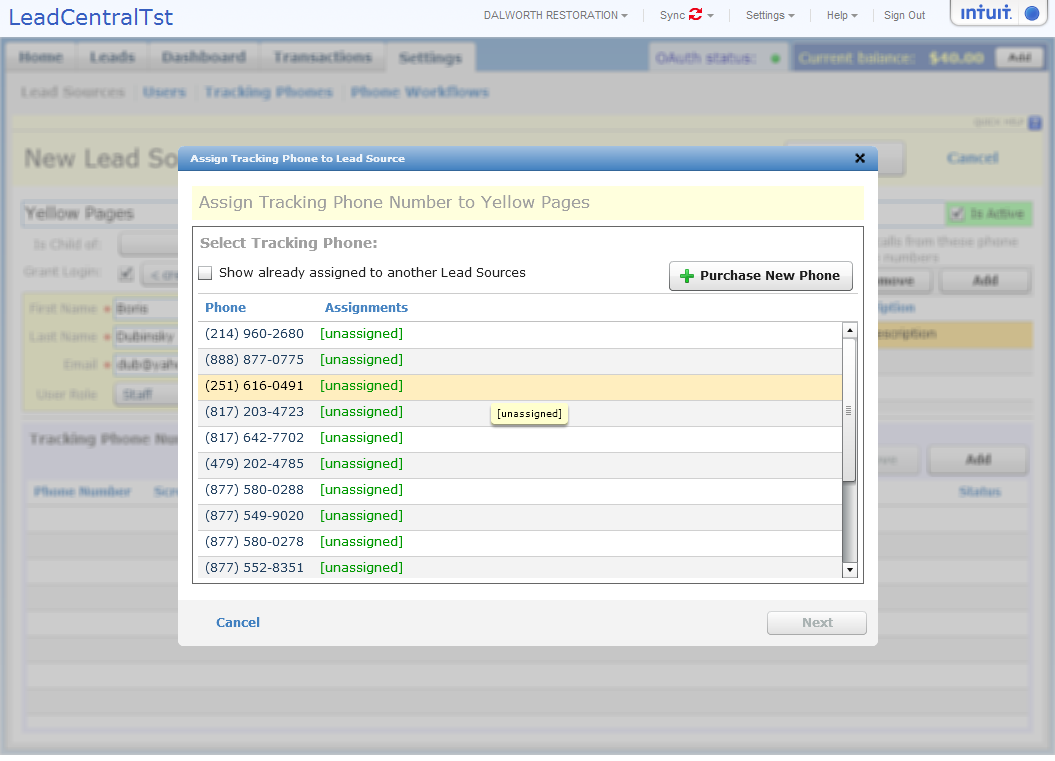 LeadCentralTst
DALWORTH RESTORATION
Sync
Settings
Help
Sign Out
intuit.
Home
Leads
Dashboard
Transactions
Settings
OAuth status:
Current balance: $40.00
Add
Lead Sources
Users
Tracking Phones
Phone Workflows
QUICK HELP
New Lead So
Cancel
Assign Tracking Phone to Lead Source
Assign Tracking Phone Number to Yellow Pages
Yellow Pages
Is Active
Select Tracking Phone:
Is Child of:
calls from these phone
numbers
Grant Login:
Show already assigned to another Lead Sources
Purchase New Phone
move
Add
First Name
Boris
Last Name
Dubinsky
Email
User Role
Staff
Phone Assignments
(214) 960-2680 [unassigned]
(888) 877-0775 [unassigned]
(251) 616-0491 [unassigned]
(817) 203-4723 [unassigned]
[unassigned]
(817) 642-7702 [unassigned]
(479) 202-4785 [unassigned]
(877) 580-0288 [unassigned]
(877) 549-9020 [unassigned]
(877) 580-0278 [unassigned]
(877) 552-8351 [unassigned]
ription
escription
Tracking Phone Nu
Add
Phone Number
Scre
Status
Cancel
Next